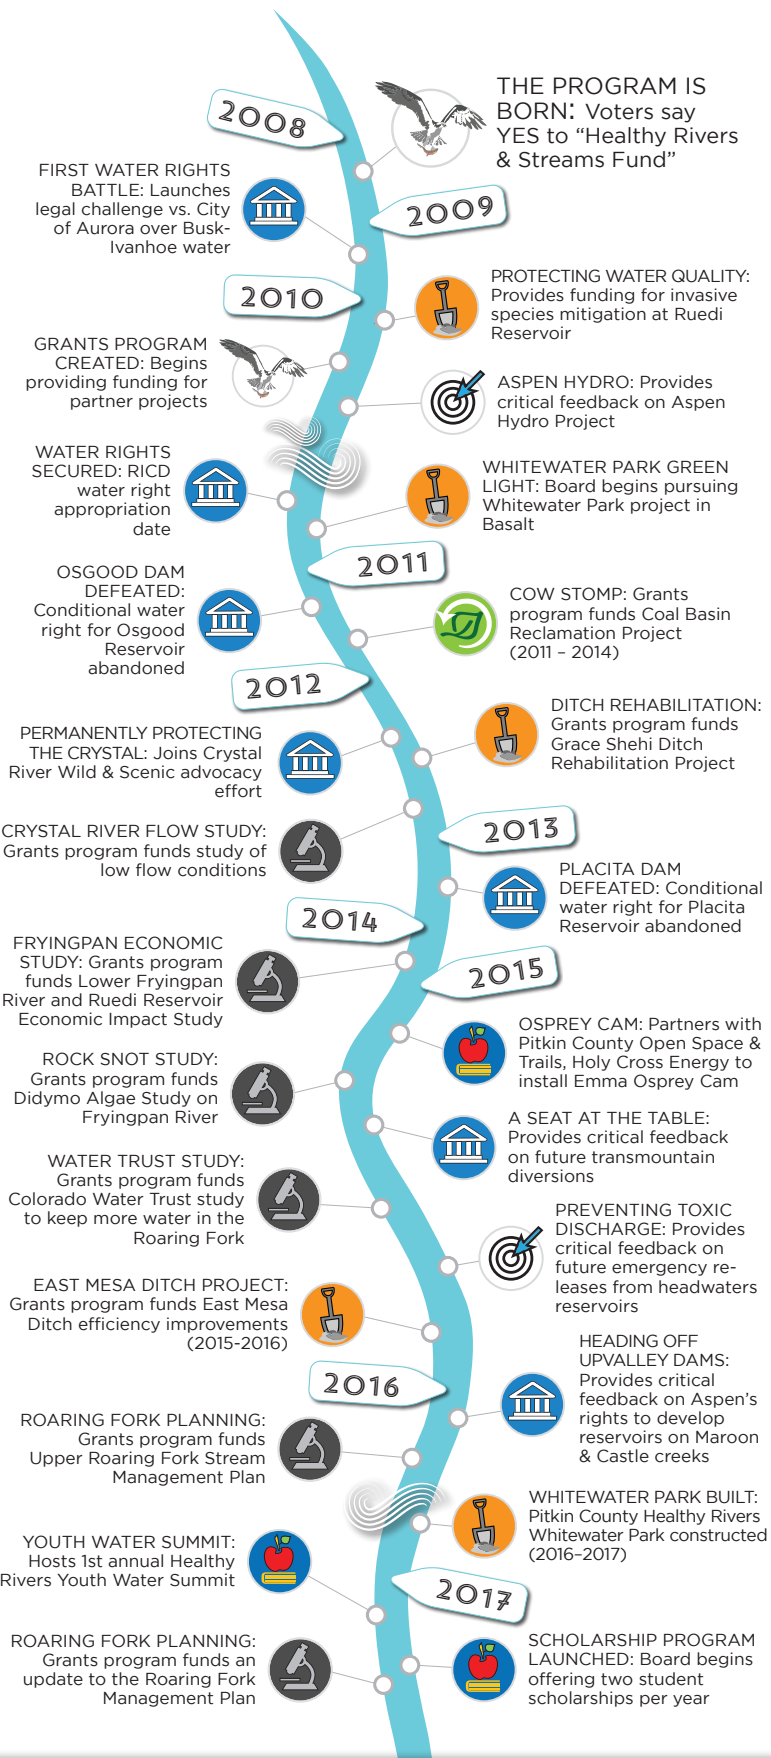 2008
THE PROGRAM IS
BORN: Voters say
YES to “Healthy Rivers
& Streams Fund”
FIRST WATER RIGHTS
BATTLE: Launches
legal challenge vs. City
of Aurora over Busk-
Ivanhoe water
2009
2010
PROTECTING WATER QUALITY:
Provides funding for invasive
species mitigation at Ruedi
Reservoir
GRANTS PROGRAM
CREATED: Begins
providing funding for
partner projects
ASPEN HYDRO: Provides
critical feedback on Aspen
Hydro Project
WATER RIGHTS
SECURED: RICD
water right
appropriation
date
WHITEWATER PARK GREEN
LIGHT: Board begins pursuing
Whitewater Park project in
Basalt
2011
OSGOOD DAM
DEFEATED:
Conditional water
right for Osgood
Reservoir
abandoned
COW STOMP: Grants
program funds Coal Basin
Reclamation Project
(2011 – 2014)
2012
DITCH REHABILITATION:
Grants program funds
Grace Shehi Ditch
Rehabilitation Project
PERMANENTLY PROTECTING
THE CRYSTAL: Joins Crystal
River Wild & Scenic advocacy
effort
CRYSTAL RIVER FLOW STUDY:
Grants program funds study of
low flow conditions
2013
PLACITA DAM
DEFEATED: Conditional
water right for Placita
Reservoir abandoned
2014
FRYINGPAN ECONOMIC
STUDY: Grants program
funds Lower Fryingpan
River and Ruedi Reservoir
Economic Impact Study
2015
OSPREY CAM: Partners with
Pitkin County Open Space &
Trails, Holy Cross Energy to
install Emma Osprey Cam
ROCK SNOT STUDY:
Grants program funds
Didymo Algae Study on
Fryingpan River
A SEAT AT THE TABLE:
Provides critical feedback
on future transmountain
diversions
WATER TRUST STUDY:
Grants program funds
Colorado Water Trust study
to keep more water in the
Roaring Fork
PREVENTING TOXIC
DISCHARGE: Provides
critical feedback on
future emergency re-
leases from headwaters
reservoirs
EAST MESA DITCH PROJECT:
Grants program funds East Mesa
Ditch efficiency improvements
(2015-2016)
HEADING OFF
UPVALLEY DAMS:
Provides critical
feedback on Aspen’s
rights to develop
reservoirs on Maroon
& Castle creeks
2016
ROARING FORK PLANNING:
Grants program funds
Upper Roaring Fork Stream
Management Plan
WHITEWATER PARK BUILT:
Pitkin County Healthy Rivers
Whitewater Park constructed
(2016–2017)
YOUTH WATER SUMMIT:
Hosts 1st annual Healthy
Rivers Youth Water Summit
2017
ROARING FORK PLANNING:
Grants program funds an
update to the Roaring Fork
Management Plan
SCHOLARSHIP PROGRAM
LAUNCHED: Board begins
offering two student
scholarships per year